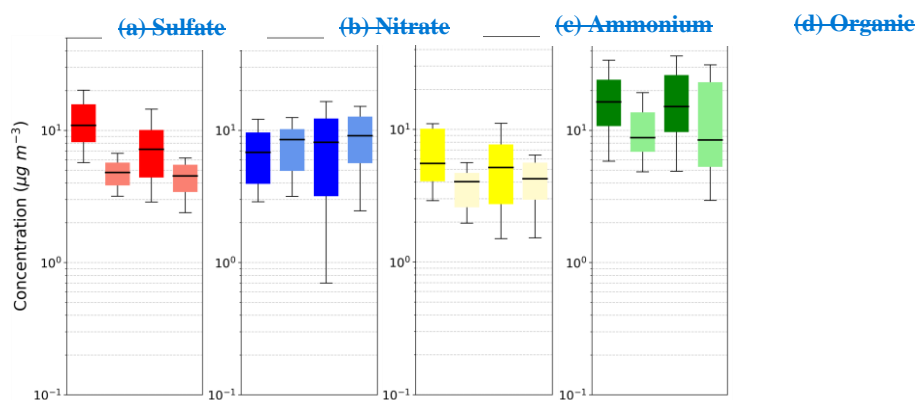 (a) Sulfate (b) Nitrate (c) Ammonium (d) Organic
Concentration (µg m⁻³)
10¹ 10¹ 10¹ 10¹
10⁰ 10⁰ 10⁰ 10⁰
10⁻¹ 10⁻¹ 10⁻¹ 10⁻¹